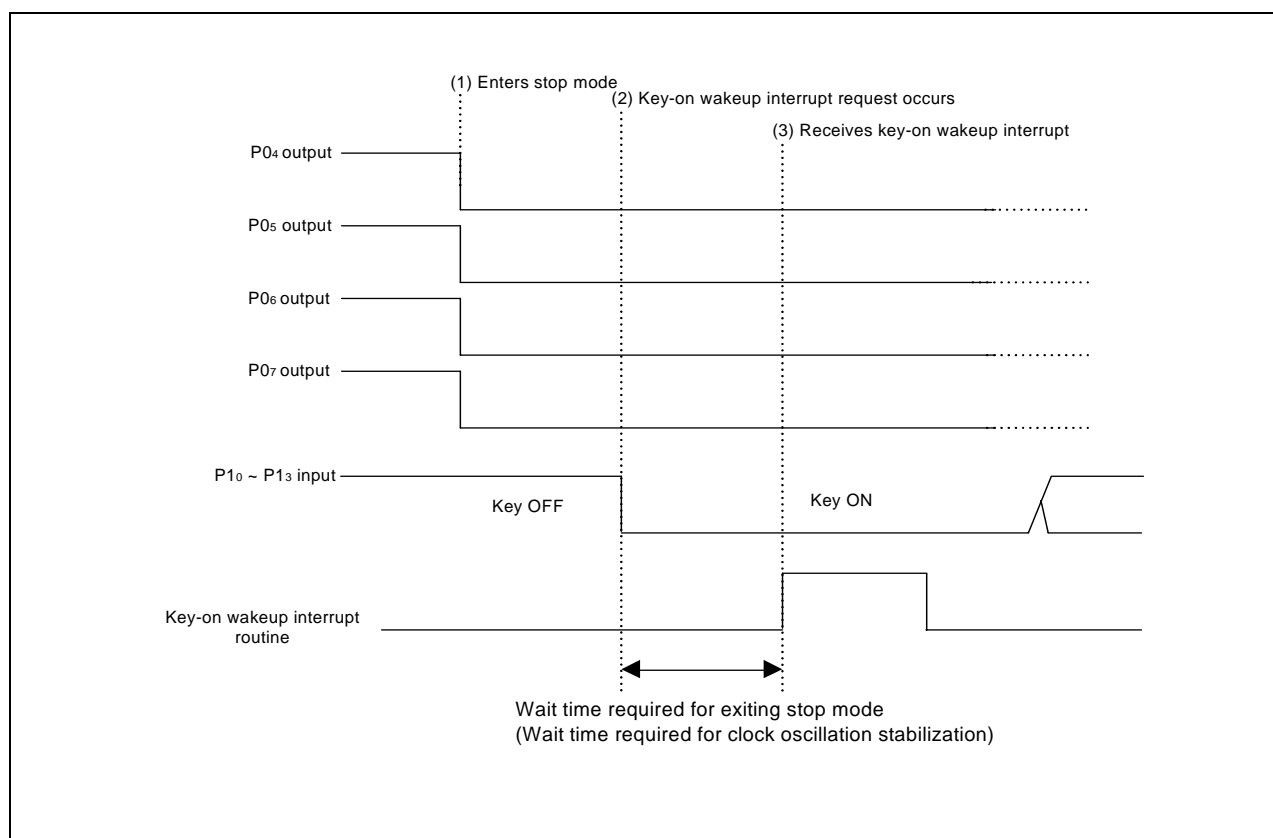 (1) Enters stop mode
(2) Key-on wakeup interrupt request occurs
(3) Receives key-on wakeup interrupt
P04 output
P05 output
P06 output
P07 output
P10 ~ P13 input
Key OFF
Key ON
Key-on wakeup interrupt
routine
Wait time required for exiting stop mode
(Wait time required for clock oscillation stabilization)